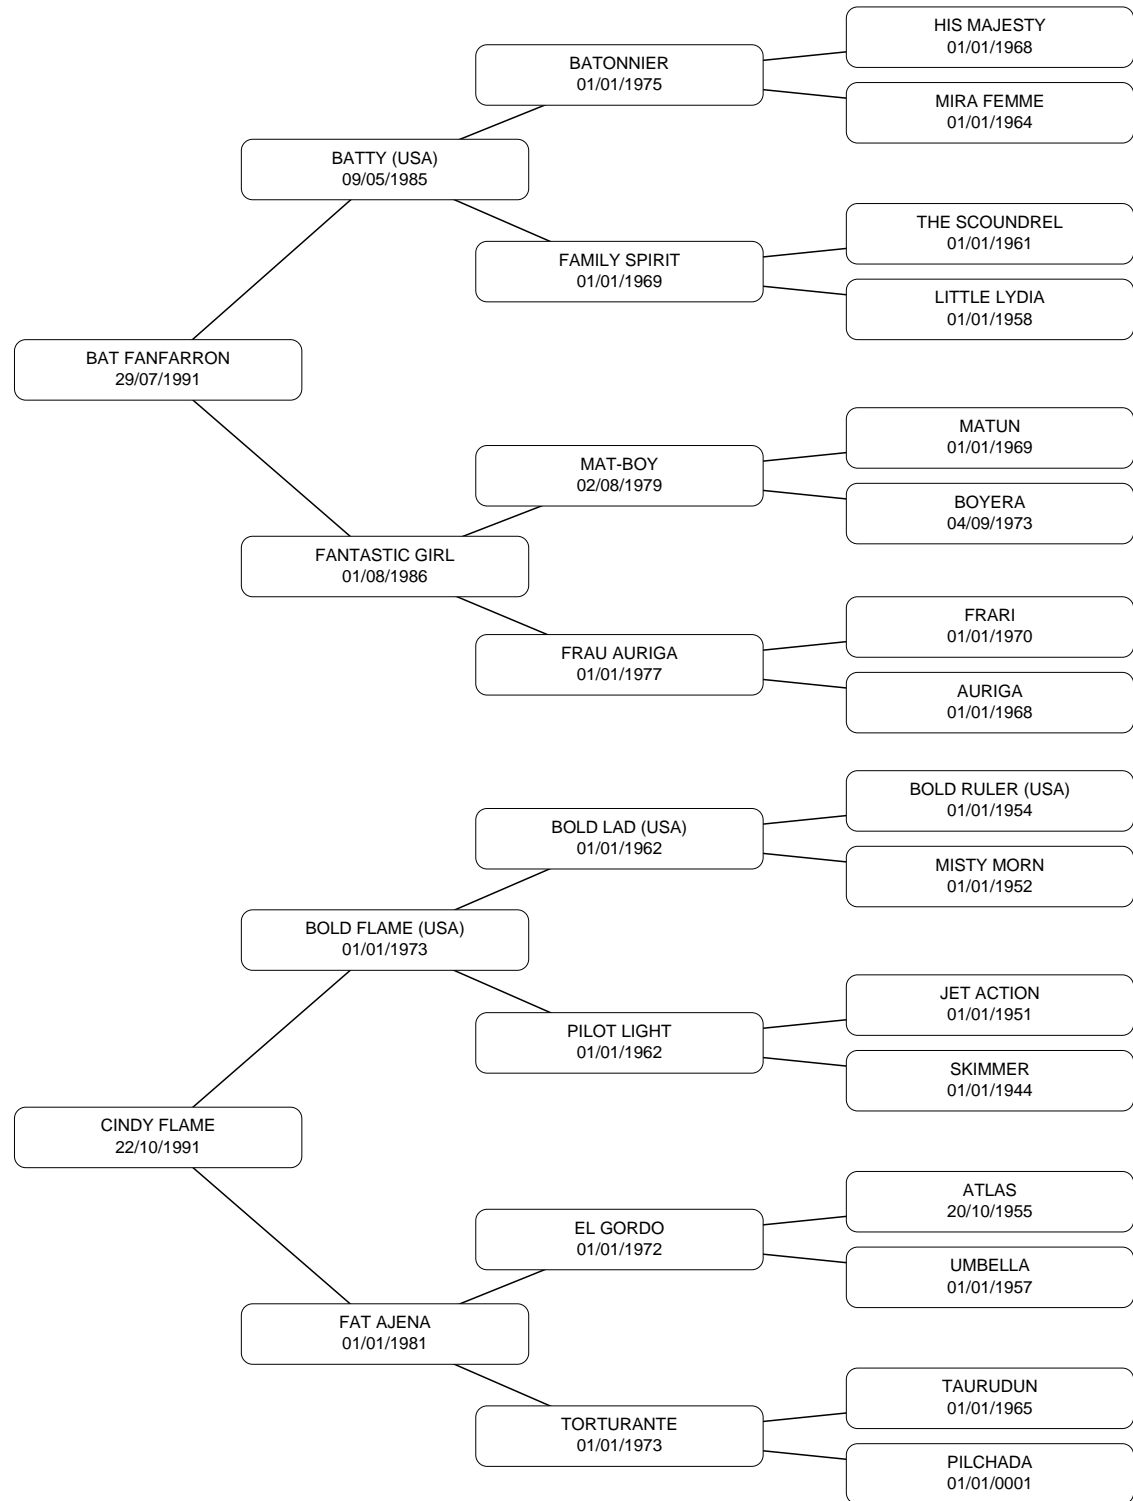 HIS MAJESTY
01/01/1968
BATONNIER
01/01/1975
MIRA FEMME
01/01/1964
BATTY (USA)
09/05/1985
THE SCOUNDREL
01/01/1961
FAMILY SPIRIT
01/01/1969
LITTLE LYDIA
01/01/1958
BAT FANFARRON
29/07/1991
MATUN
01/01/1969
MAT-BOY
02/08/1979
BOYERA
04/09/1973
FANTASTIC GIRL
01/08/1986
FRARI
01/01/1970
FRAU AURIGA
01/01/1977
AURIGA
01/01/1968
BOLD RULER (USA)
01/01/1954
BOLD LAD (USA)
01/01/1962
MISTY MORN
01/01/1952
BOLD FLAME (USA)
01/01/1973
JET ACTION
01/01/1951
PILOT LIGHT
01/01/1962
SKIMMER
01/01/1944
CINDY FLAME
22/10/1991
ATLAS
20/10/1955
EL GORDO
01/01/1972
UMBELLA
01/01/1957
FAT AJENA
01/01/1981
TAURUDUN
01/01/1965
TORTURANTE
01/01/1973
PILCHADA
01/01/0001